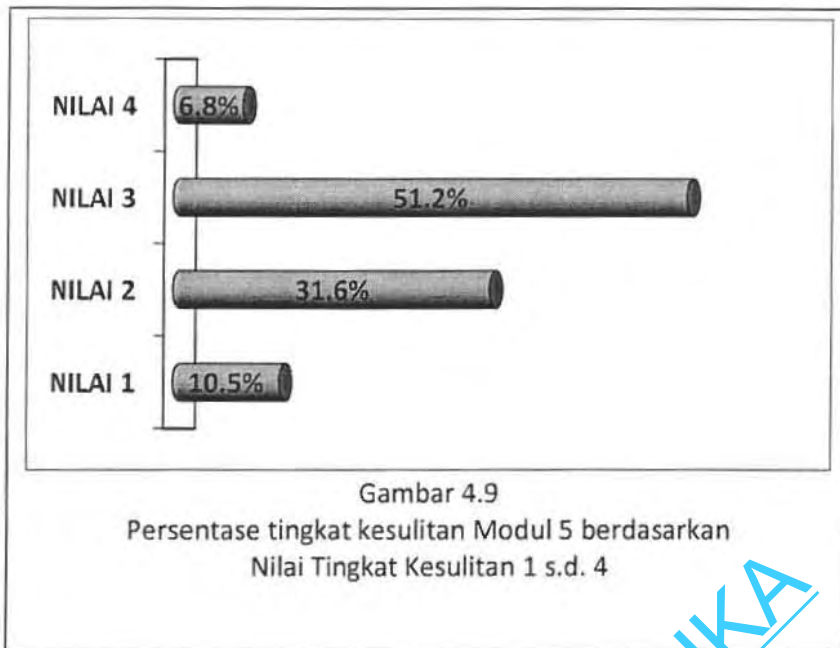 NILAI 4
6.8%
NILAI 3
51.2%
NILAI 2
31.6%
NILAI 1
10.5%
Gambar 4.9
Persentase tingkat kesulitan Modul 5 berdasarkan
Nilai Tingkat Kesulitan 1 s.d. 4